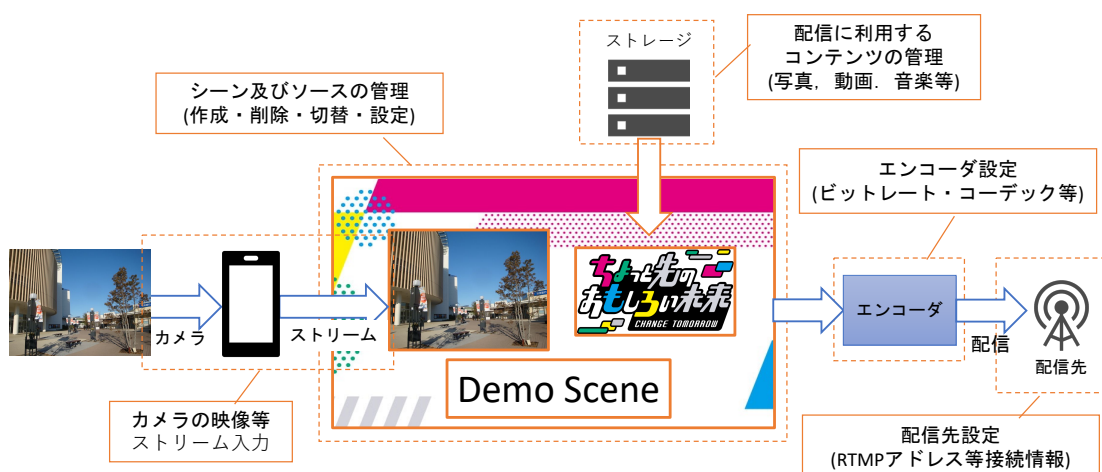 ストレージ
配信に利用する
コンテンツの管理
(写真，動画．音楽等)
シーン及びソースの管理
(作成・削除・切替・設定)
エンコーダ設定
(ビットレート・コーデック等)
ちょっと先の
おもしろい未来
CHANGE TOMORROW
カメラ
ストリーム
エンコーダ
配信
配信先
Demo Scene
カメラの映像等
ストリーム入力
配信先設定
(RTMPアドレス等接続情報)